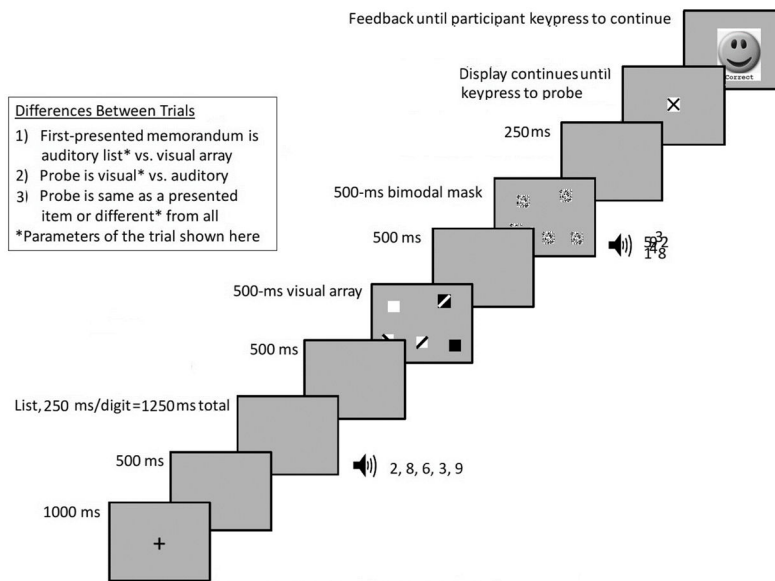 Feedback until participant keypress to continue
Correct
Display continues until
keypress to probe
Differences Between Trials
1) First-presented memorandum is
auditory list* vs. visual array
2) Probe is visual* vs. auditory
3) Probe is same as a presented
item or different* from all
*Parameters of the trial shown here
250 ms
500-ms bimodal mask
500 ms
500-ms visual array
500 ms
List, 250 ms/digit=1250 ms total
500 ms
2, 8, 6, 3, 9
1000 ms
+